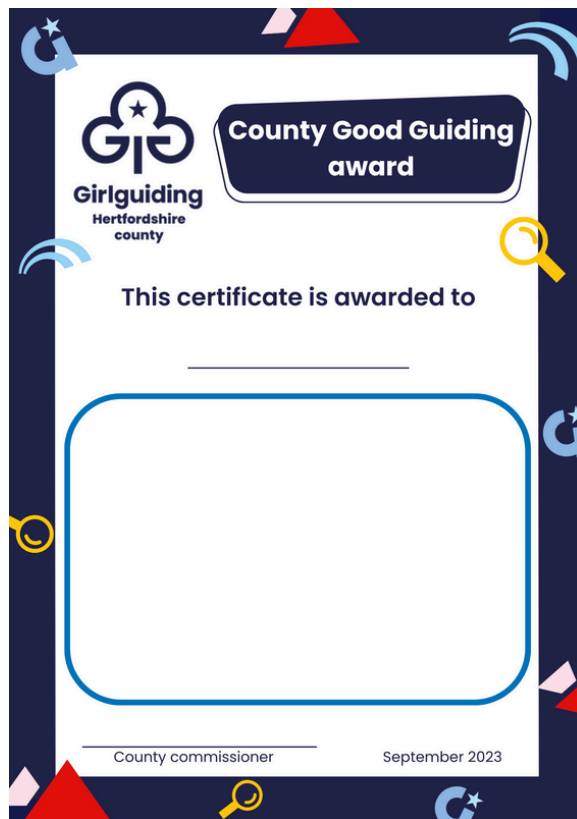 County Good Guiding
award
Girlguiding
Hertfordshire
county
This certificate is awarded to
County commissioner
September 2023